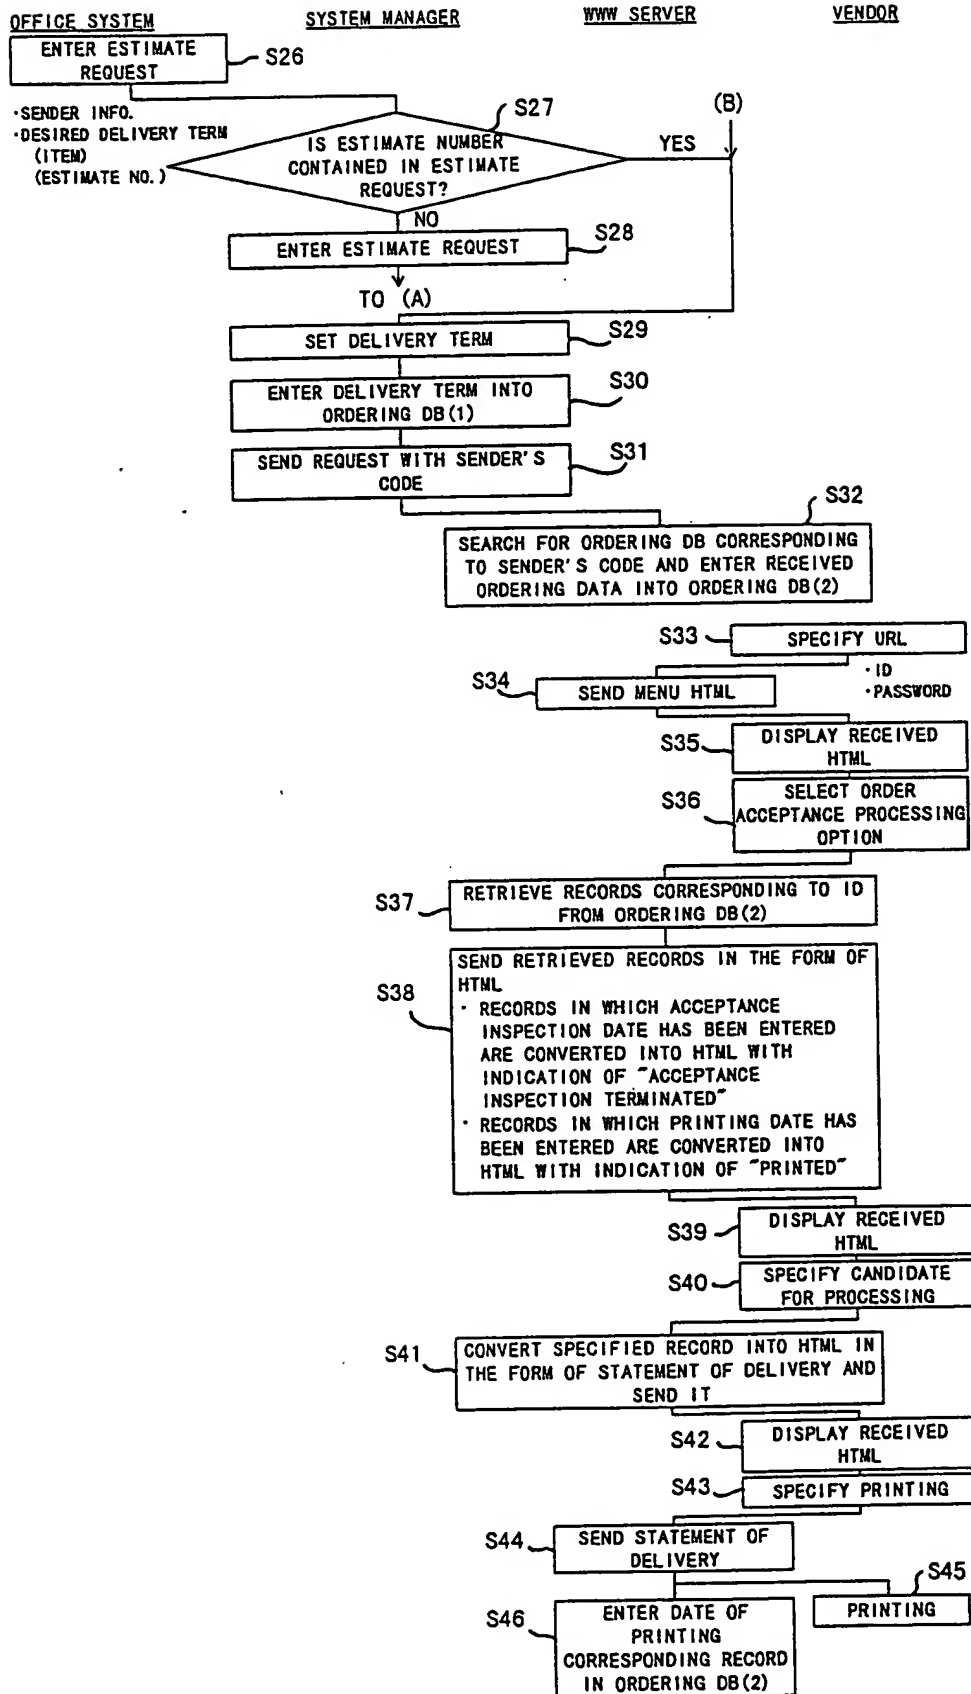 OFFICE SYSTEM
SYSTEM MANAGER
WWW SERVER
VENDOR
ENTER ESTIMATE
REQUEST
S26
·SENDER INFO.
·DESIRED DELIVERY TERM
(ITEM)
(ESTIMATE NO.)
S27
IS ESTIMATE NUMBER
CONTAINED IN ESTIMATE
REQUEST?
YES
(B)
NO
ENTER ESTIMATE REQUEST
S28
TO (A)
SET DELIVERY TERM
S29
ENTER DELIVERY TERM INTO
ORDERING DB(1)
S30
SEND REQUEST WITH SENDER'S
CODE
S31
S32
SEARCH FOR ORDERING DB CORRESPONDING
TO SENDER'S CODE AND ENTER RECEIVED
ORDERING DATA INTO ORDERING DB(2)
S33
SPECIFY URL
·ID
·PASSWORD
S34
SEND MENU HTML
S35
DISPLAY RECEIVED
HTML
S36
SELECT ORDER
ACCEPTANCE PROCESSING
OPTION
S37
RETRIEVE RECORDS CORRESPONDING TO ID
FROM ORDERING DB(2)
S38
SEND RETRIEVED RECORDS IN THE FORM OF
HTML
· RECORDS IN WHICH ACCEPTANCE
INSPECTION DATE HAS BEEN ENTERED
ARE CONVERTED INTO HTML WITH
INDICATION OF "ACCEPTANCE
INSPECTION TERMINATED"
· RECORDS IN WHICH PRINTING DATE HAS
BEEN ENTERED ARE CONVERTED INTO
HTML WITH INDICATION OF "PRINTED"
S39
DISPLAY RECEIVED
HTML
S40
SPECIFY CANDIDATE
FOR PROCESSING
S41
CONVERT SPECIFIED RECORD INTO HTML IN
THE FORM OF STATEMENT OF DELIVERY AND
SEND IT
S42
DISPLAY RECEIVED
HTML
S43
SPECIFY PRINTING
S44
SEND STATEMENT OF
DELIVERY
S45
PRINTING
S46
ENTER DATE OF
PRINTING
CORRESPONDING RECORD
IN ORDERING DB(2)